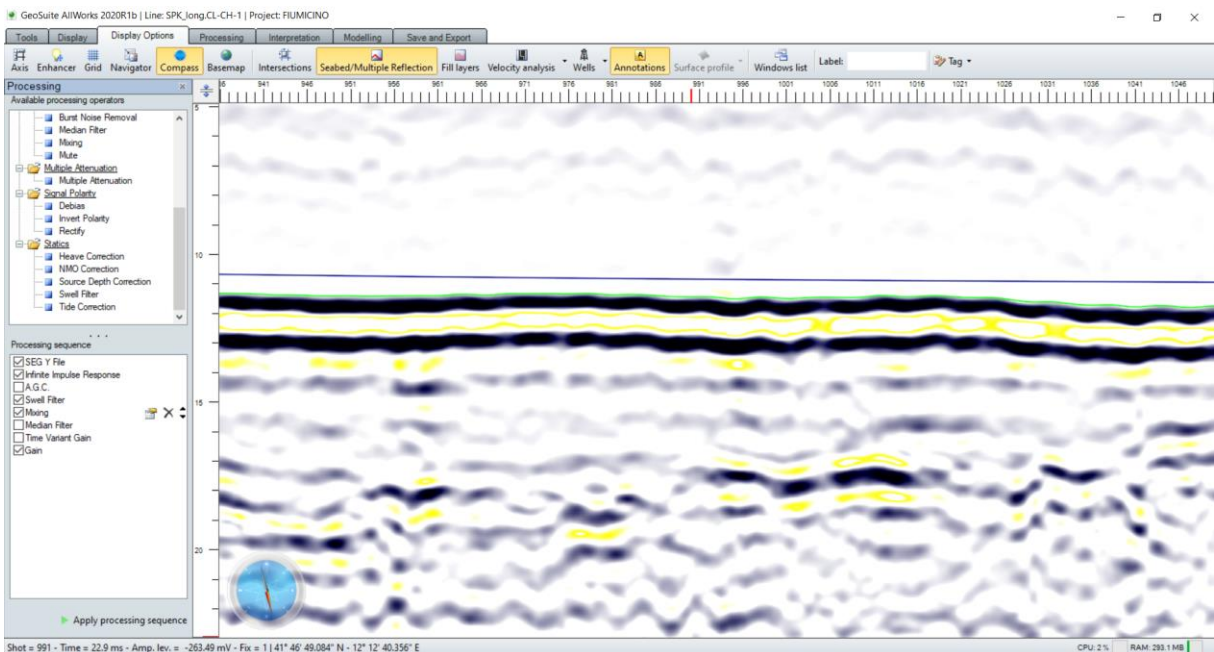 GeoSuite AllWorks 2020R1b | Line: SPK_long.CL-CH-1 | Project: FIUMICINO
Tools Display Display Options Processing Interpretation Modelling Save and Export
Axis Enhancer Grid Navigator Compass Basemap Intersections Seabed/Multiple Reflection Fill layers Velocity analysis Wells Annotations Surface profile Windows list Label: Tag
Processing
Available processing operators
Burst Noise Removal
Median Filter
Mixing
Mute
Multiple Attenuation
Multiple Attenuation
Signal Polarity
Debias
Invert Polarity
Rectify
Statics
Heave Correction
NMO Correction
Source Depth Correction
Swell Filter
Tide Correction
Processing sequence
SEG Y File
Infinite Impulse Response
A.G.C.
Swell Filter
Mixing
Median Filter
Time Variant Gain
Gain
Apply processing sequence
941 946 951 956 961 966 971 976 981 986 991 996 1001 1006 1011 1016 1021 1026 1031 1036 1041 1046
5
10
15
20
Shot = 991 - Time = 22.9 ms - Amp. lev. = -263.49 mV - Fix = 1 | 41° 46' 49.084" N - 12° 12' 40.356" E
CPU: 2 % RAM: 293.1 MB